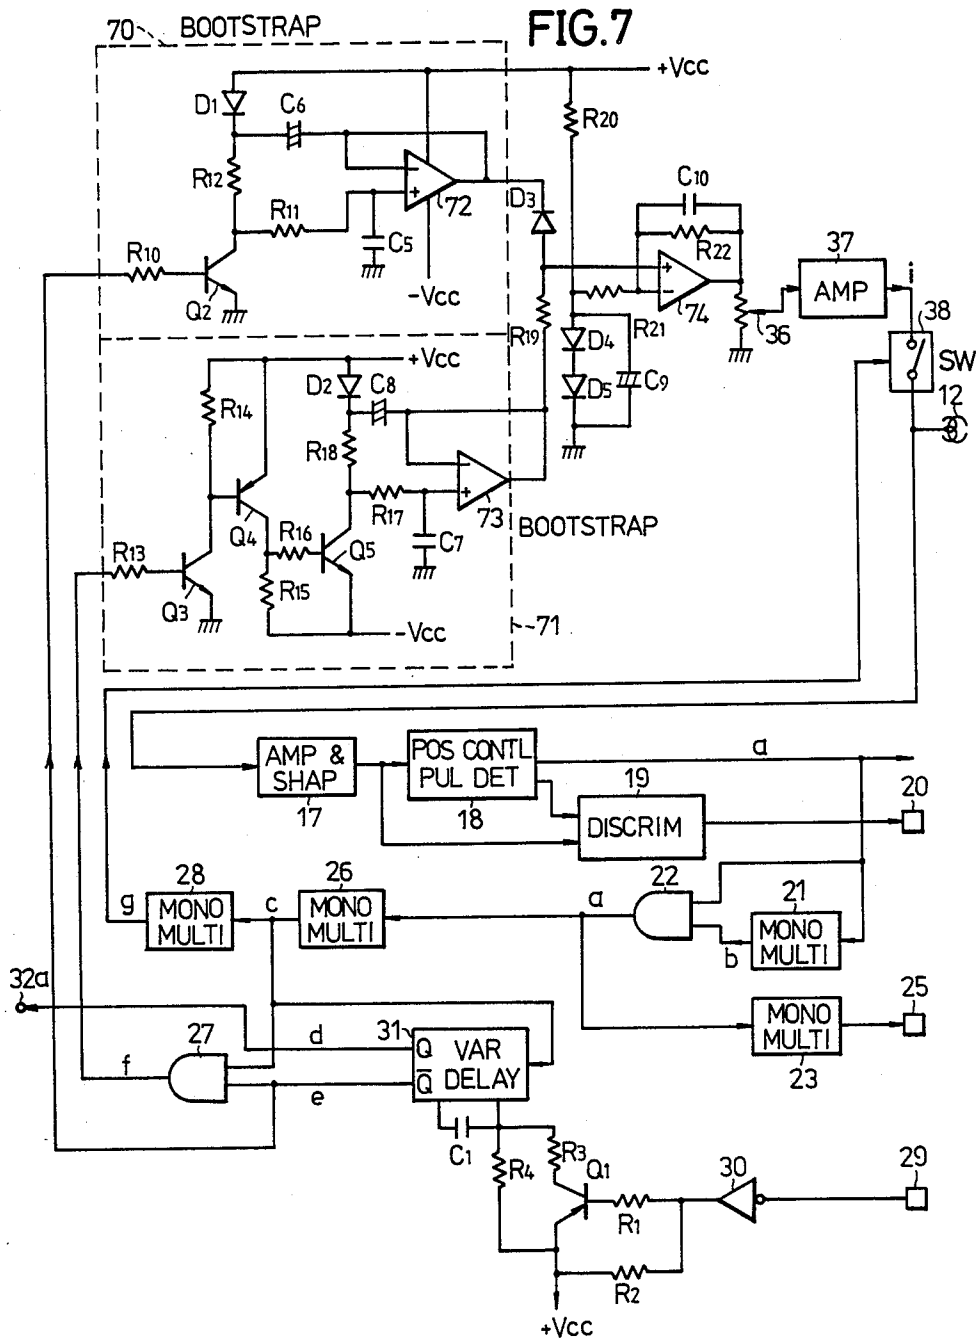 FIG.7
70 BOOTSTRAP
+Vcc
D1
C6
R20
R12
72
D3
C10
R11
C5
R22
37
R10
AMP
i
Q2
-Vcc
74
36
38
R19
R21
SW
+Vcc
D4
D2
C8
D5
C9
12
R14
R18
R17
73
BOOTSTRAP
Q4
R16
Q5
C7
R13
R15
Q3
-Vcc
71
AMP & SHAP
17
POS CONTL PUL DET
18
a
19
DISCRIM
20
28
26
22
21
g
MONO MULTI
c
MONO MULTI
a
MONO MULTI
b
32a
27
31
d
Q
VAR DELAY
Q̅
MONO MULTI
23
25
f
e
C1
R4
R3
Q1
30
29
R1
R2
+Vcc